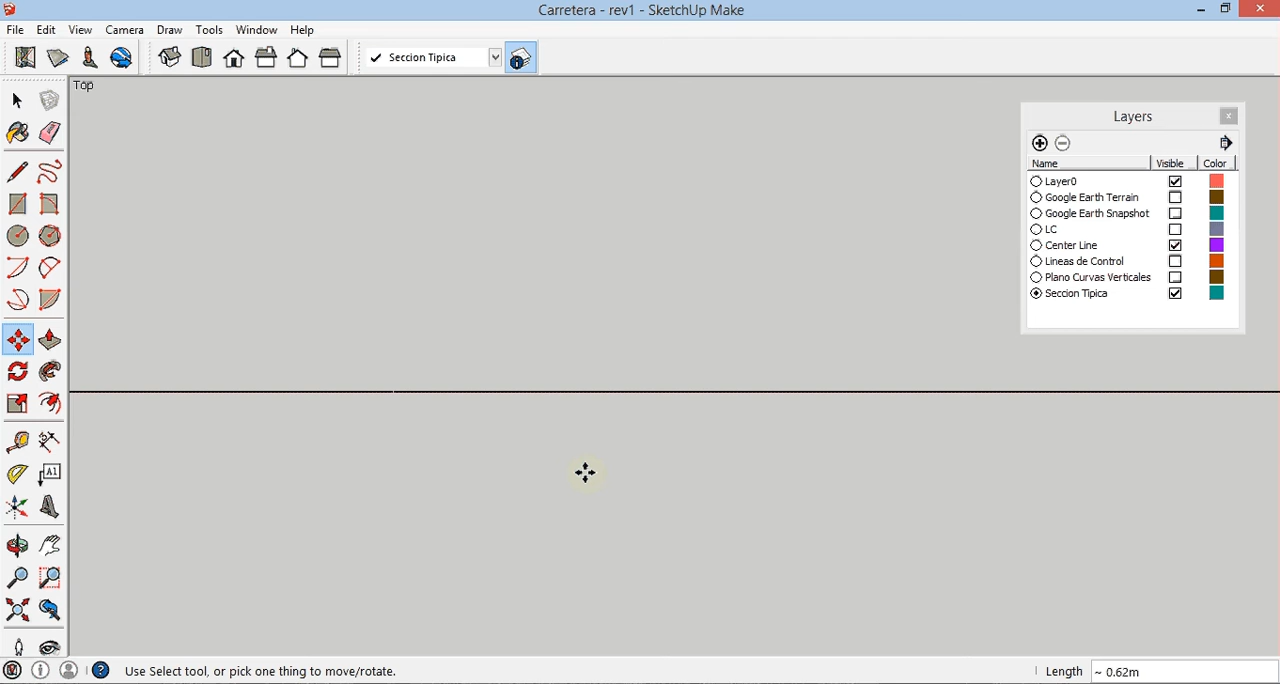 Carretera - rev1 - SketchUp Make
File Edit View Camera Draw Tools Window Help
Seccion Tipica
Top
Layers
Name Visible Color
Layer0
Google Earth Terrain
Google Earth Snapshot
LC
Center Line
Lineas de Control
Plano Curvas Verticales
Seccion Tipica
A1
Use Select tool, or pick one thing to move/rotate.
Length ~ 0.62m